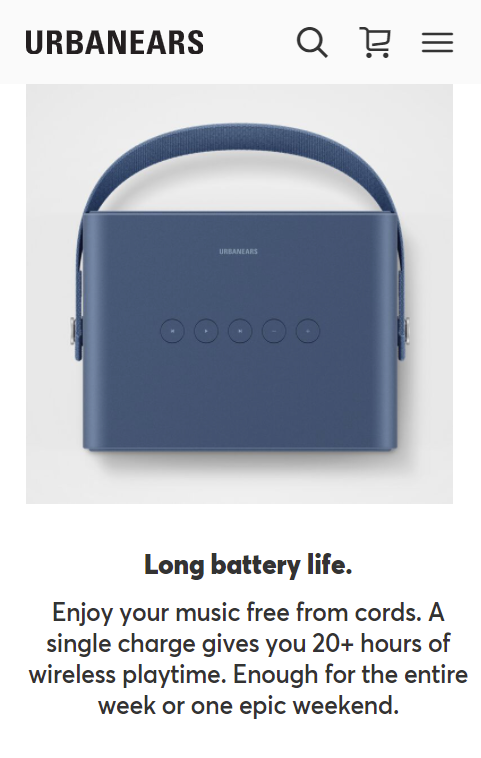 URBANEARS
URBANEARS
Long battery life.
Enjoy your music free from cords. A
single charge gives you 20+ hours of
wireless playtime. Enough for the entire
week or one epic weekend.